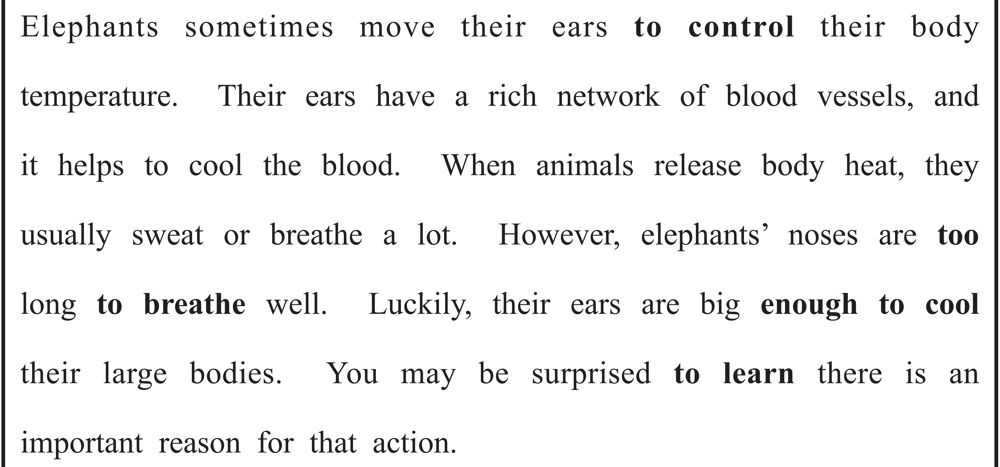 Elephants sometimes move their ears to control their body
temperature. Their ears have a rich network of blood vessels, and
it helps to cool the blood. When animals release body heat, they
usually sweat or breathe a lot. However, elephants’ noses are too
long to breathe well. Luckily, their ears are big enough to cool
their large bodies. You may be surprised to learn there is an
important reason for that action.